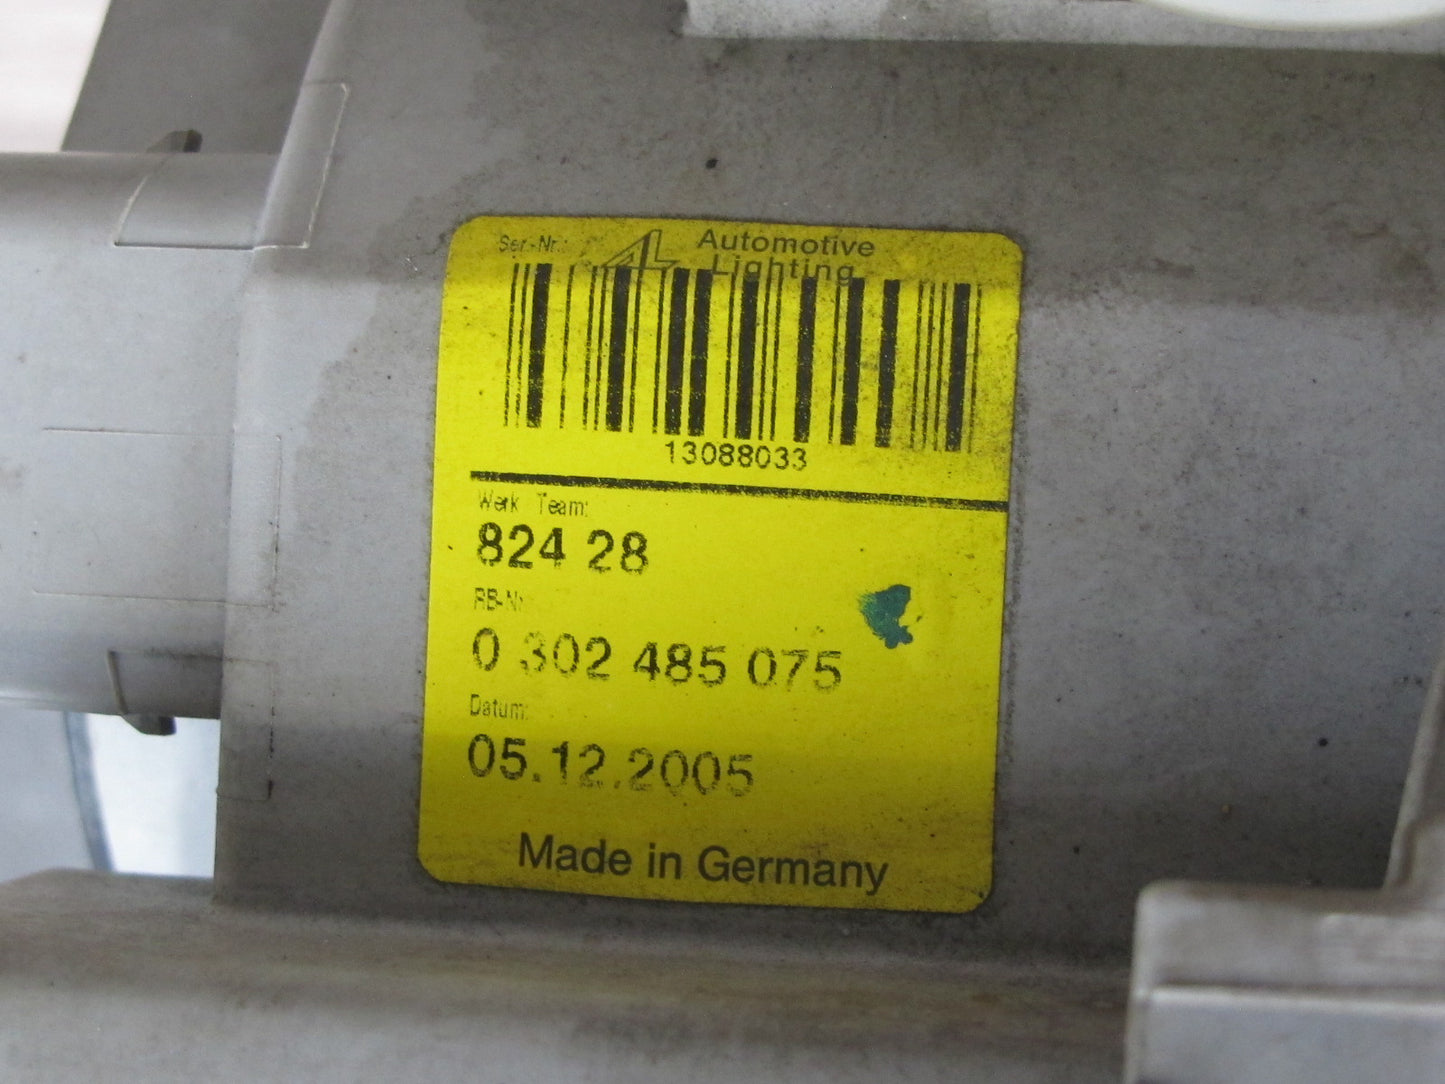 Ser.-Nr.:
AL Automotive
Lighting
13088033
Werk Team:
824 28
RB-Nr
0 302 485 075
Datum:
05.12.2005
Made in Germany